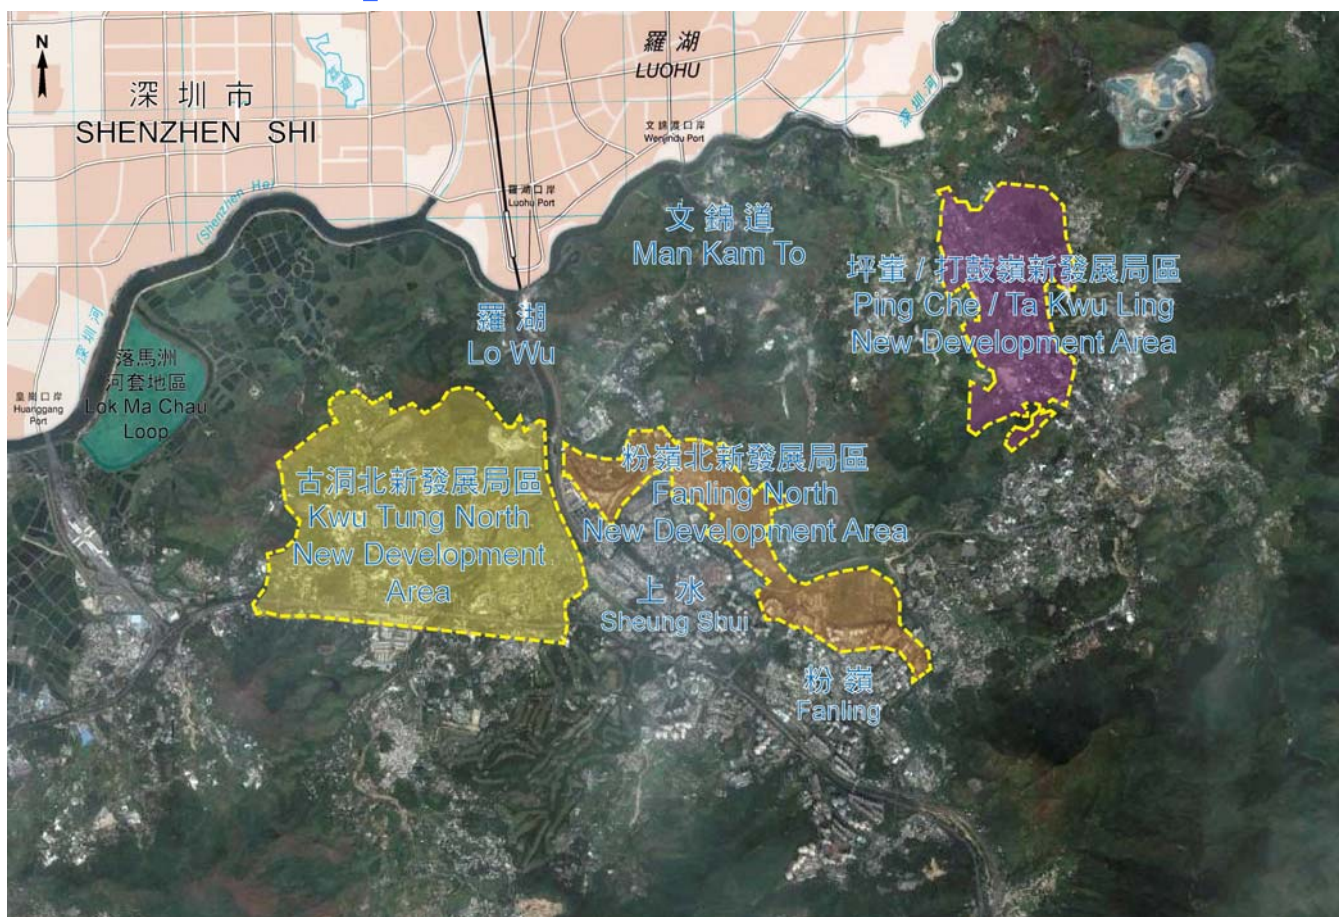 N
深圳市
SHENZHEN SHI
羅湖
LUOHU
文錦渡口岸
Wenjindu Port
深圳河
羅湖口岸
Luohu Port
(Shenzhen He)
文錦道
Man Kam To
坪輋 / 打鼓嶺新發展局區
Ping Che / Ta Kwu Ling
New Development Area
羅湖
Lo Wu
深圳河
落馬洲
河套地區
Lok Ma Chau
Loop
皇崗口岸
Huanggang
Port
古洞北新發展局區
Kwu Tung North
New Development
Area
粉嶺北新發展局區
Fanling North
New Development Area
上水
Sheung Shui
粉嶺
Fanling